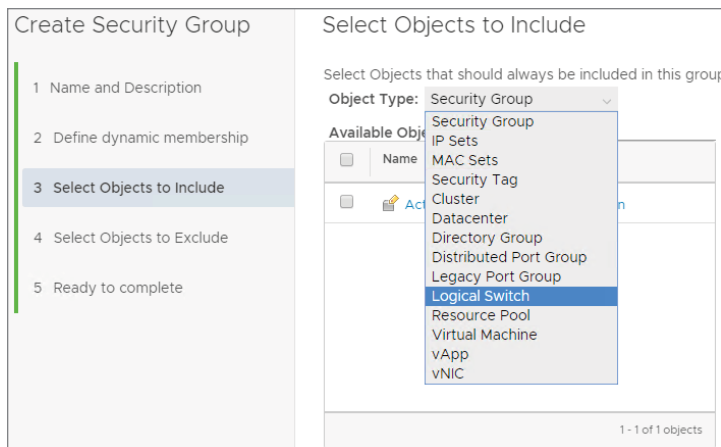 Create Security Group
1 Name and Description
2 Define dynamic membership
3 Select Objects to Include
4 Select Objects to Exclude
5 Ready to complete
Select Objects to Include
Select Objects that should always be included in this group
Object Type: Security Group
Available Obje
Name
Act n
Security Group
IP Sets
MAC Sets
Security Tag
Cluster
Datacenter
Directory Group
Distributed Port Group
Legacy Port Group
Logical Switch
Resource Pool
Virtual Machine
vApp
vNIC
1 - 1 of 1 objects